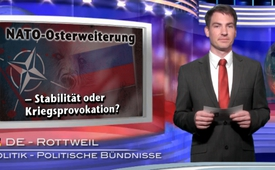 NATO-Osterweiterung
– Stabilität oder
Kriegsprovokation?
DE - ROTTWEIL
OLITIK - POLITISCHE BÜNDNISSE